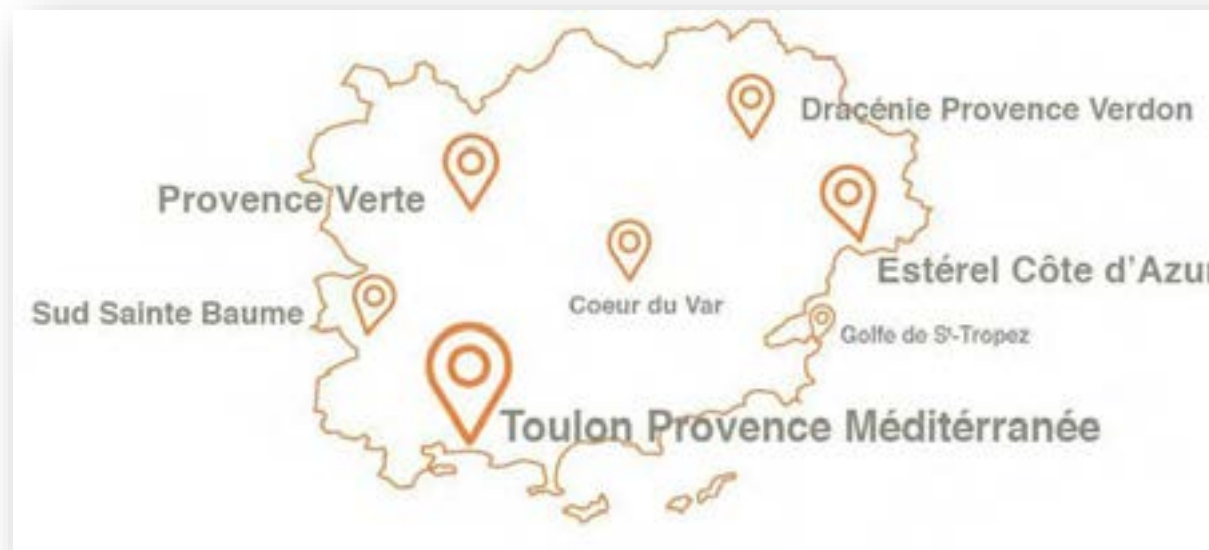 Dracénie Provence Verdon
Provence Verte
Estérel Côte d'Azur
Sud Sainte Baume
Coeur du Var
Golfe de Sᵗ-Tropez
Toulon Provence Méditérranée